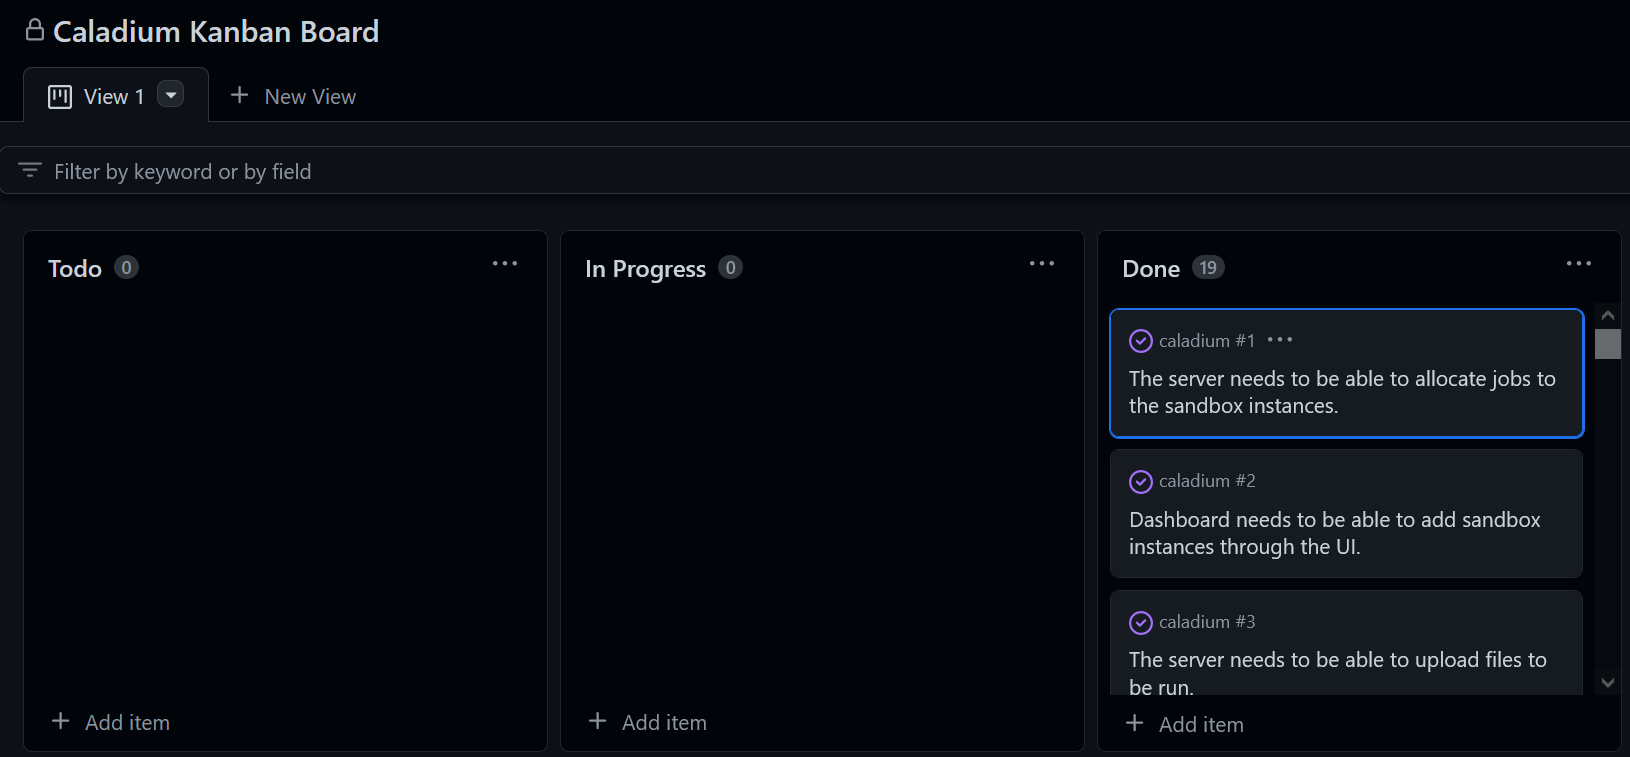 Caladium Kanban Board
View 1
New View
Filter by keyword or by field
Todo 0
In Progress 0
Done 19
caladium #1
The server needs to be able to allocate jobs to
the sandbox instances.
caladium #2
Dashboard needs to be able to add sandbox
instances through the UI.
caladium #3
The server needs to be able to upload files to
be run.
Add item
Add item
Add item